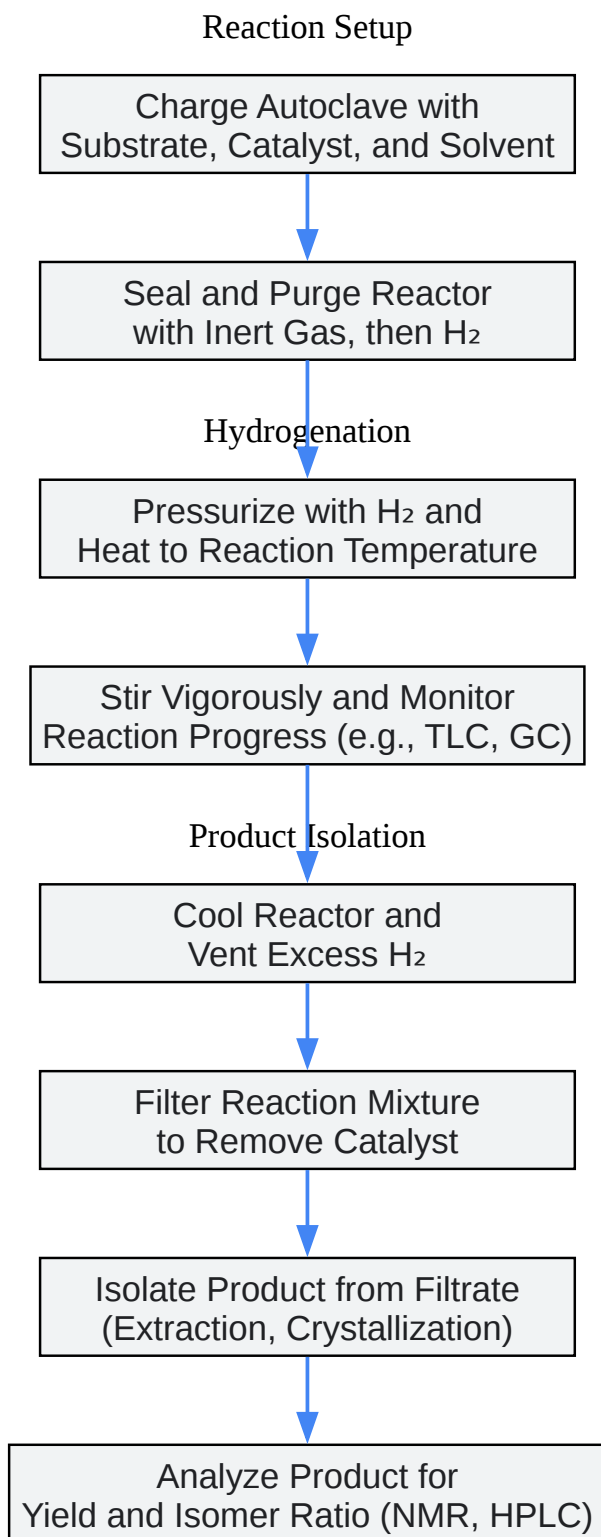 Reaction Setup
Charge Autoclave with
Substrate, Catalyst, and Solvent
Seal and Purge Reactor
with Inert Gas, then H₂
Hydrogenation
Pressurize with H₂ and
Heat to Reaction Temperature
Stir Vigorously and Monitor
Reaction Progress (e.g., TLC, GC)
Product Isolation
Cool Reactor and
Vent Excess H₂
Filter Reaction Mixture
to Remove Catalyst
Isolate Product from Filtrate
(Extraction, Crystallization)
Analyze Product for
Yield and Isomer Ratio (NMR, HPLC)